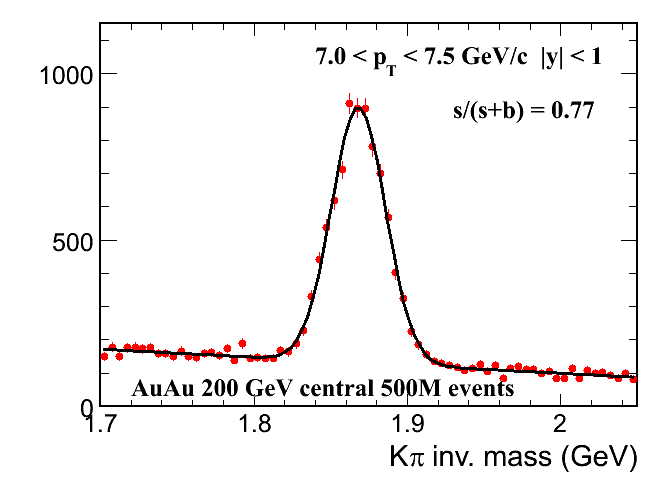 7.0 < pT < 7.5 GeV/c |y| < 1
s/(s+b) = 0.77
1000
500
0
AuAu 200 GeV central 500M events
1.7 1.8 1.9 2
Kπ inv. mass (GeV)